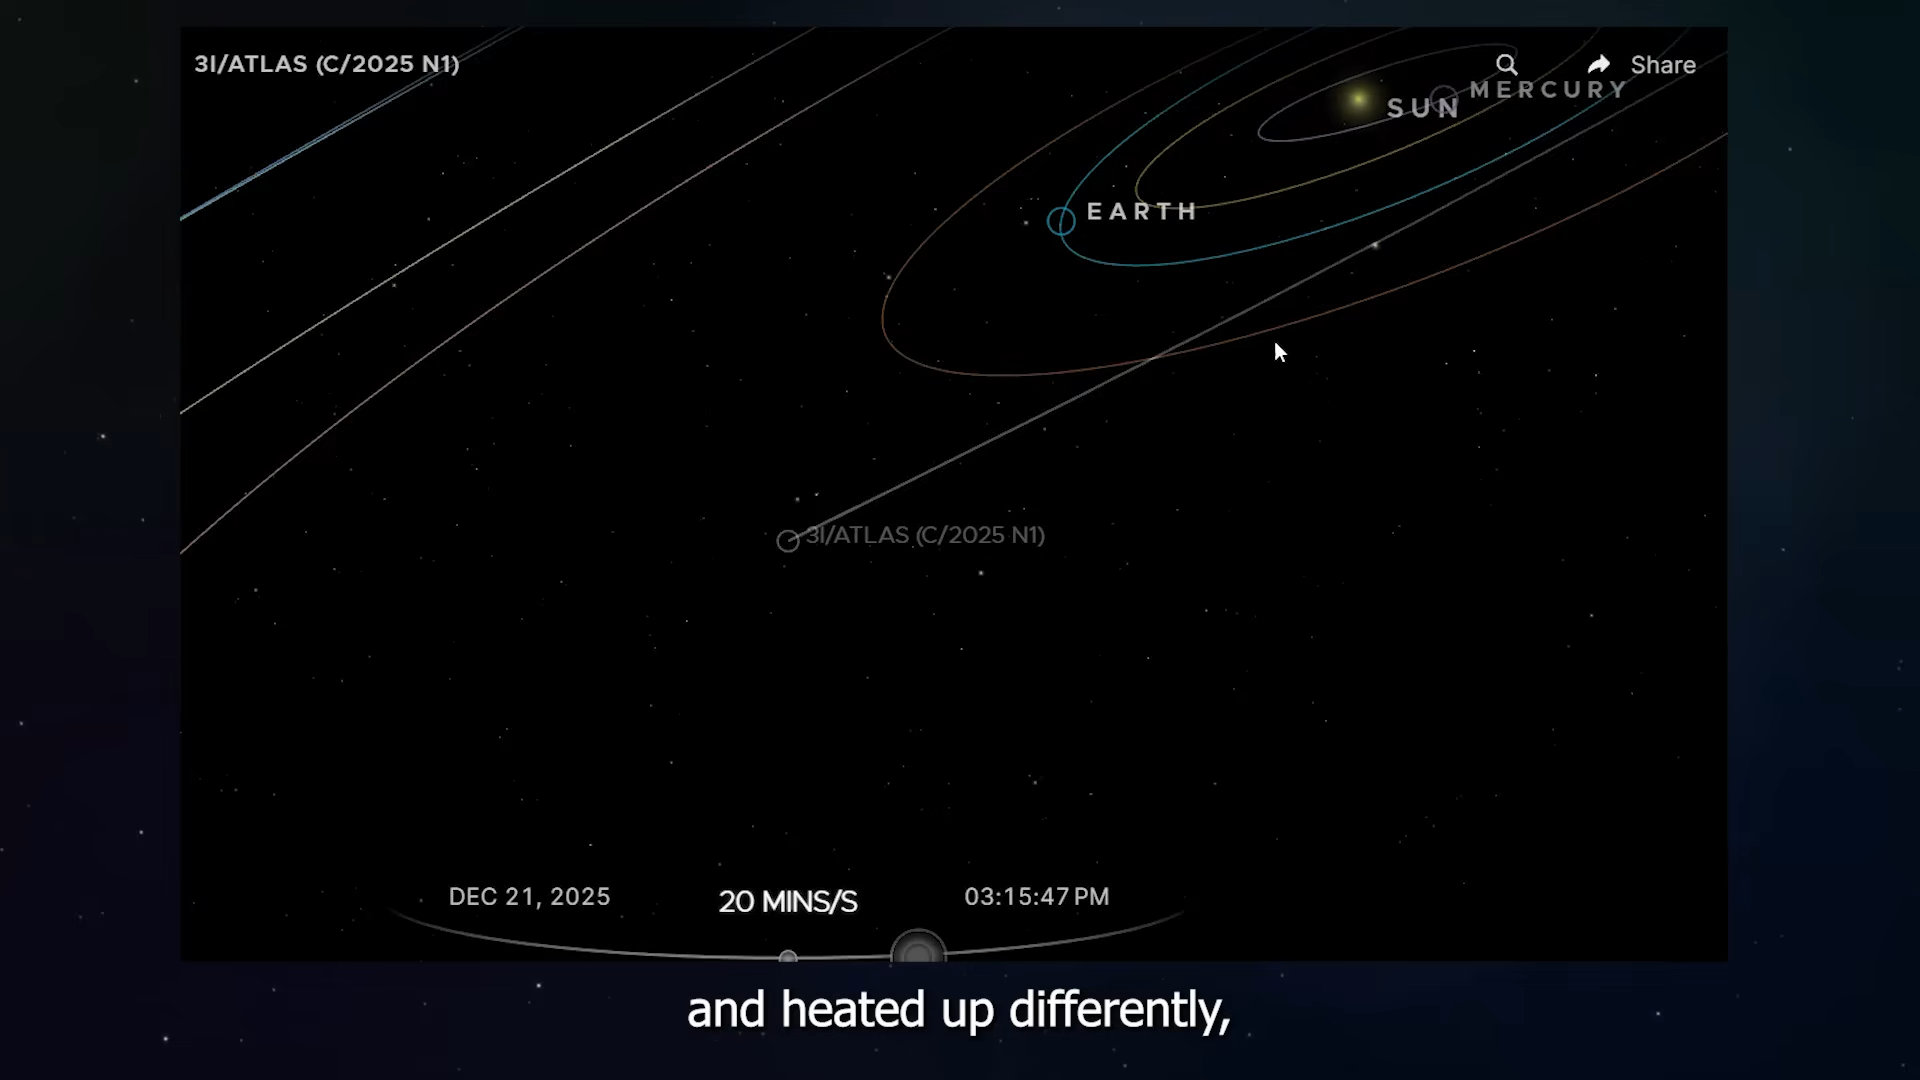 3I/ATLAS (C/2025 N1)
Share
MERCURY
SUN
EARTH
3I/ATLAS (C/2025 N1)
DEC 21, 2025
20 MINS/S
03:15:47 PM
and heated up differently,